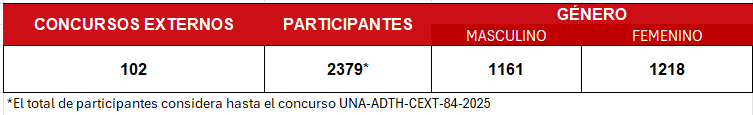 CONCURSOS EXTERNOS PARTICIPANTES GÉNERO
MASCULINO FEMENINO
102 2379* 1161 1218
*El total de participantes considera hasta el concurso UNA-ADTH-CEXT-84-2025